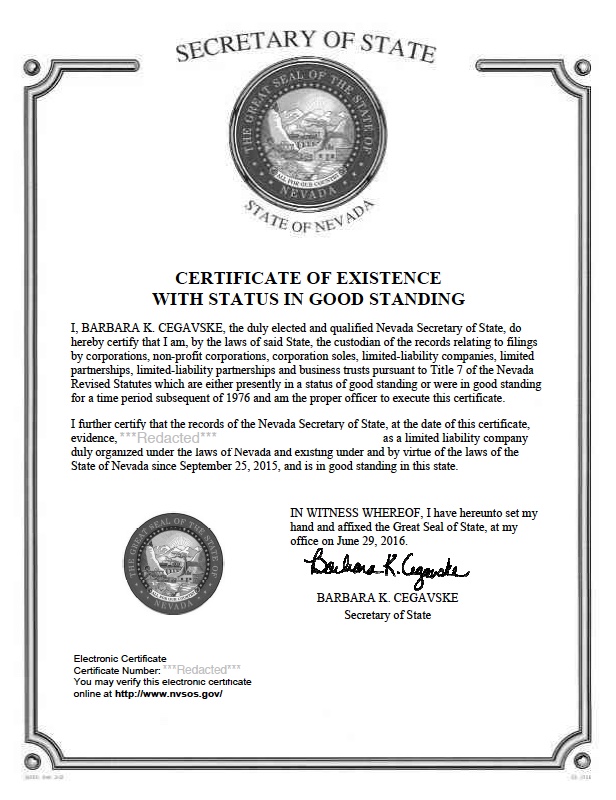 SECRETARY OF STATE
THE GREAT SEAL OF THE STATE OF
ALL FOR OUR COUNTRY
NEVADA
STATE OF NEVADA
CERTIFICATE OF EXISTENCE
WITH STATUS IN GOOD STANDING
I, BARBARA K. CEGAVSKE, the duly elected and qualified Nevada Secretary of State, do
hereby certify that I am, by the laws of said State, the custodian of the records relating to filings
by corporations, non-profit corporations, corporation soles, limited-liability companies, limited
partnerships, limited-liability partnerships and business trusts pursuant to Title 7 of the Nevada
Revised Statutes which are either presently in a status of good standing or were in good standing
for a time period subsequent of 1976 and am the proper officer to execute this certificate.
I further certify that the records of the Nevada Secretary of State, at the date of this certificate,
evidence, ***Redacted*** as a limited liability company
duly organized under the laws of Nevada and existing under and by virtue of the laws of the
State of Nevada since September 25, 2015, and is in good standing in this state.
THE GREAT SEAL OF THE STATE OF
ALL FOR OUR COUNTRY
NEVADA
IN WITNESS WHEREOF, I have hereunto set my
hand and affixed the Great Seal of State, at my
office on June 29, 2016.
Barbara K. Cegavske
BARBARA K. CEGAVSKE
Secretary of State
Electronic Certificate
Certificate Number: ***Redacted***
You may verify this electronic certificate
online at http://www.nvsos.gov/